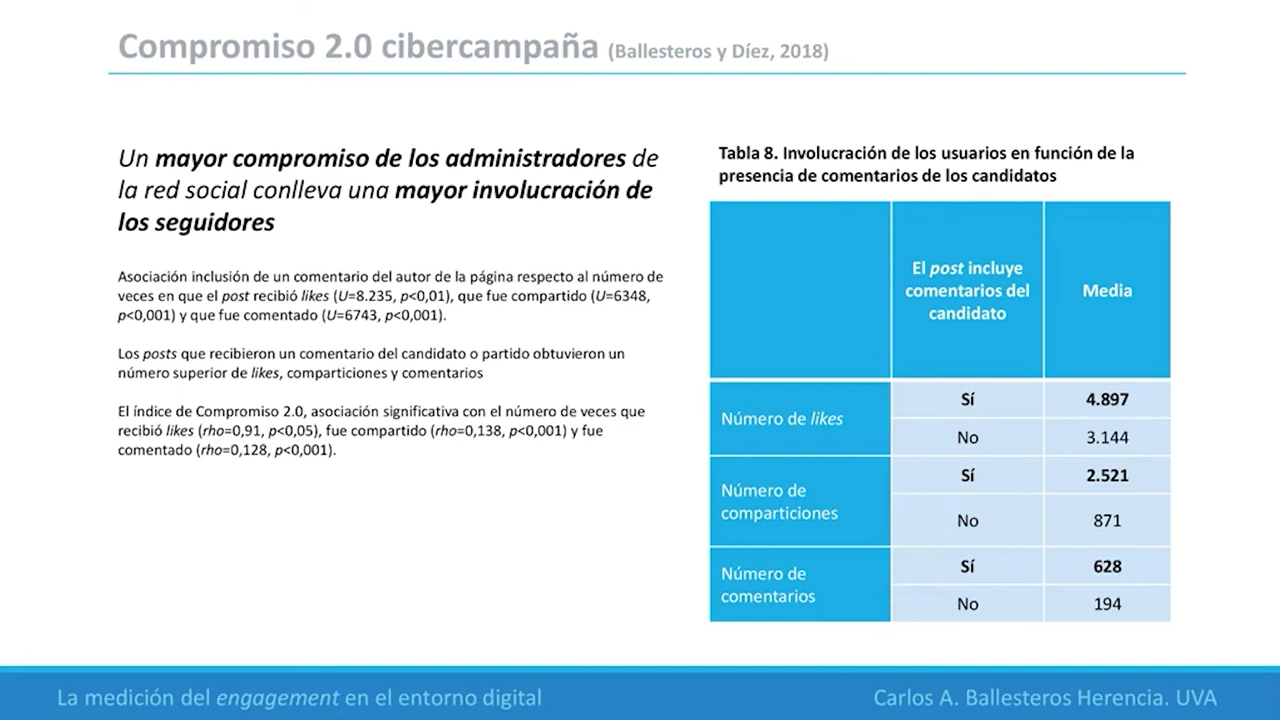 Compromiso 2.0 cibercampaña (Ballesteros y Díez, 2018)
Un mayor compromiso de los administradores de
la red social conlleva una mayor involucración de
los seguidores
Asociación inclusión de un comentario del autor de la página respecto al número de
veces en que el post recibió likes (U=8.235, p<0,01), que fue compartido (U=6348,
p<0,001) y que fue comentado (U=6743, p<0,001).
Los posts que recibieron un comentario del candidato o partido obtuvieron un
número superior de likes, comparticiones y comentarios
El índice de Compromiso 2.0, asociación significativa con el número de veces que
recibió likes (rho=0,91, p<0,05), fue compartido (rho=0,138, p<0,001) y fue
comentado (rho=0,128, p<0,001).
Tabla 8. Involucración de los usuarios en función de la
presencia de comentarios de los candidatos
El post incluye
comentarios del
candidato
Media
Número de likes
Sí
4.897
No
3.144
Número de
comparticiones
Sí
2.521
No
871
Número de
comentarios
Sí
628
No
194
La medición del engagement en el entorno digital
Carlos A. Ballesteros Herencia. UVA